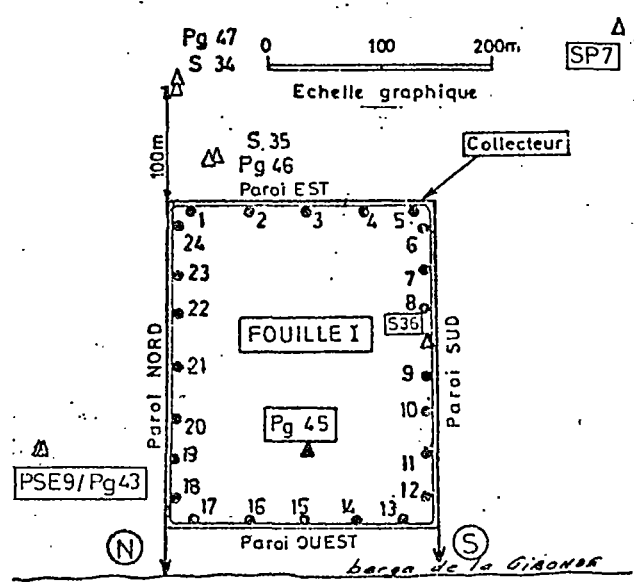 Pg 47
S 34
0 100 200m
SP7
Echelle graphique
100m
S.35
Pg 46
Collecteur
Paroi EST
1 2 3 4 5
24 6
23 7
22 8
S36
FOUILLE I
Paroi NORD
Paroi SUD
21 9
20 10
Pg 45
19 11
PSE9/Pg43
18 12
17 16 15 14 13
N
Paroi OUEST
S
berge de la GIRONDE